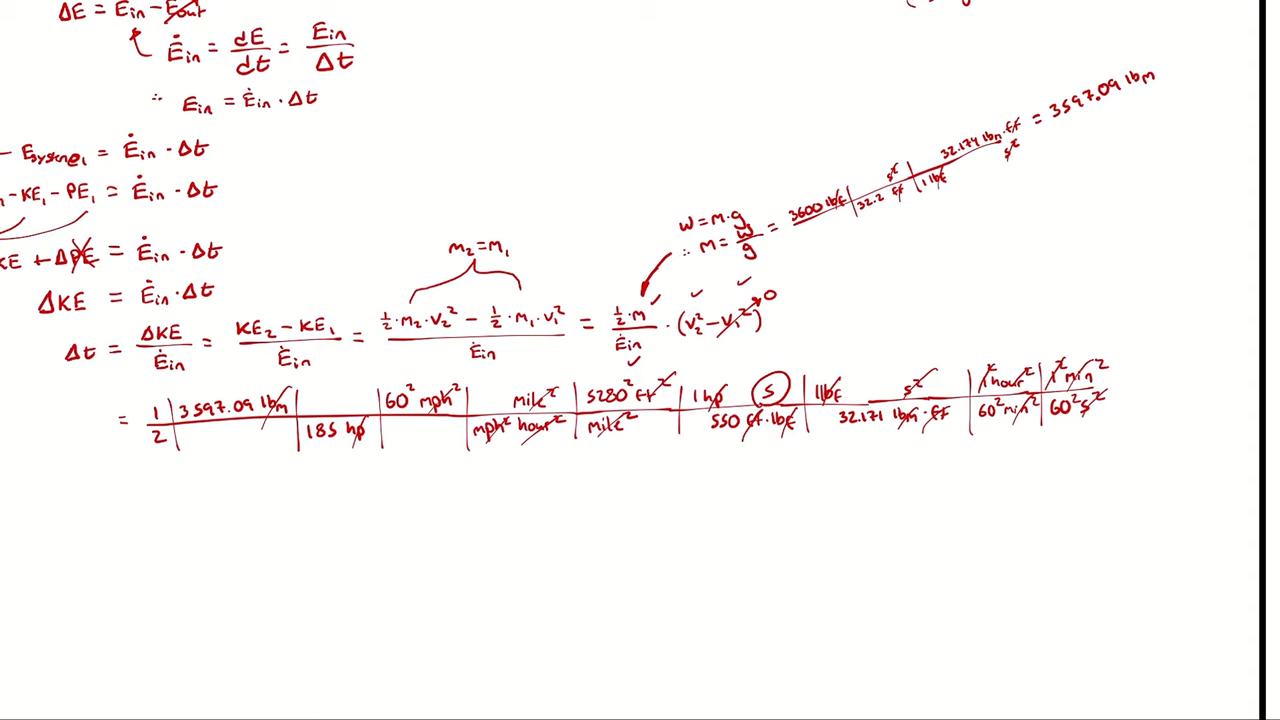 ΔE = Ein − Eout
Ėin = dE/dt = Ein/Δt
∴ Ein = Ėin · Δt
− Esystem@1 = Ėin · Δt
− KE1 − PE1 = Ėin · Δt
KE + ΔPE = Ėin · Δt
ΔKE = Ėin · Δt
m2 = m1
W = m · g
∴ m = W/g = 3600 lbf | s² / 32.2 ft | 32.174 lbm · ft / 1 lbf s² = 3597.09 lbm
Δt = ΔKE/Ėin = KE2 − KE1 / Ėin = ½ · m2 · v2² − ½ · m1 · v1² / Ėin = ½ · m / Ėin · (v2² − v1²) 0
= 1/2 | 3597.09 lbm | / 185 hp | 60² mph² | mile² / mph² hour² | 5280² ft² / mile² | 1 hp s / 550 ft · lbf | 1 lbf s² / 32.171 lbm · ft | 1² hour² / 60² min² | 1² min² / 60² s²